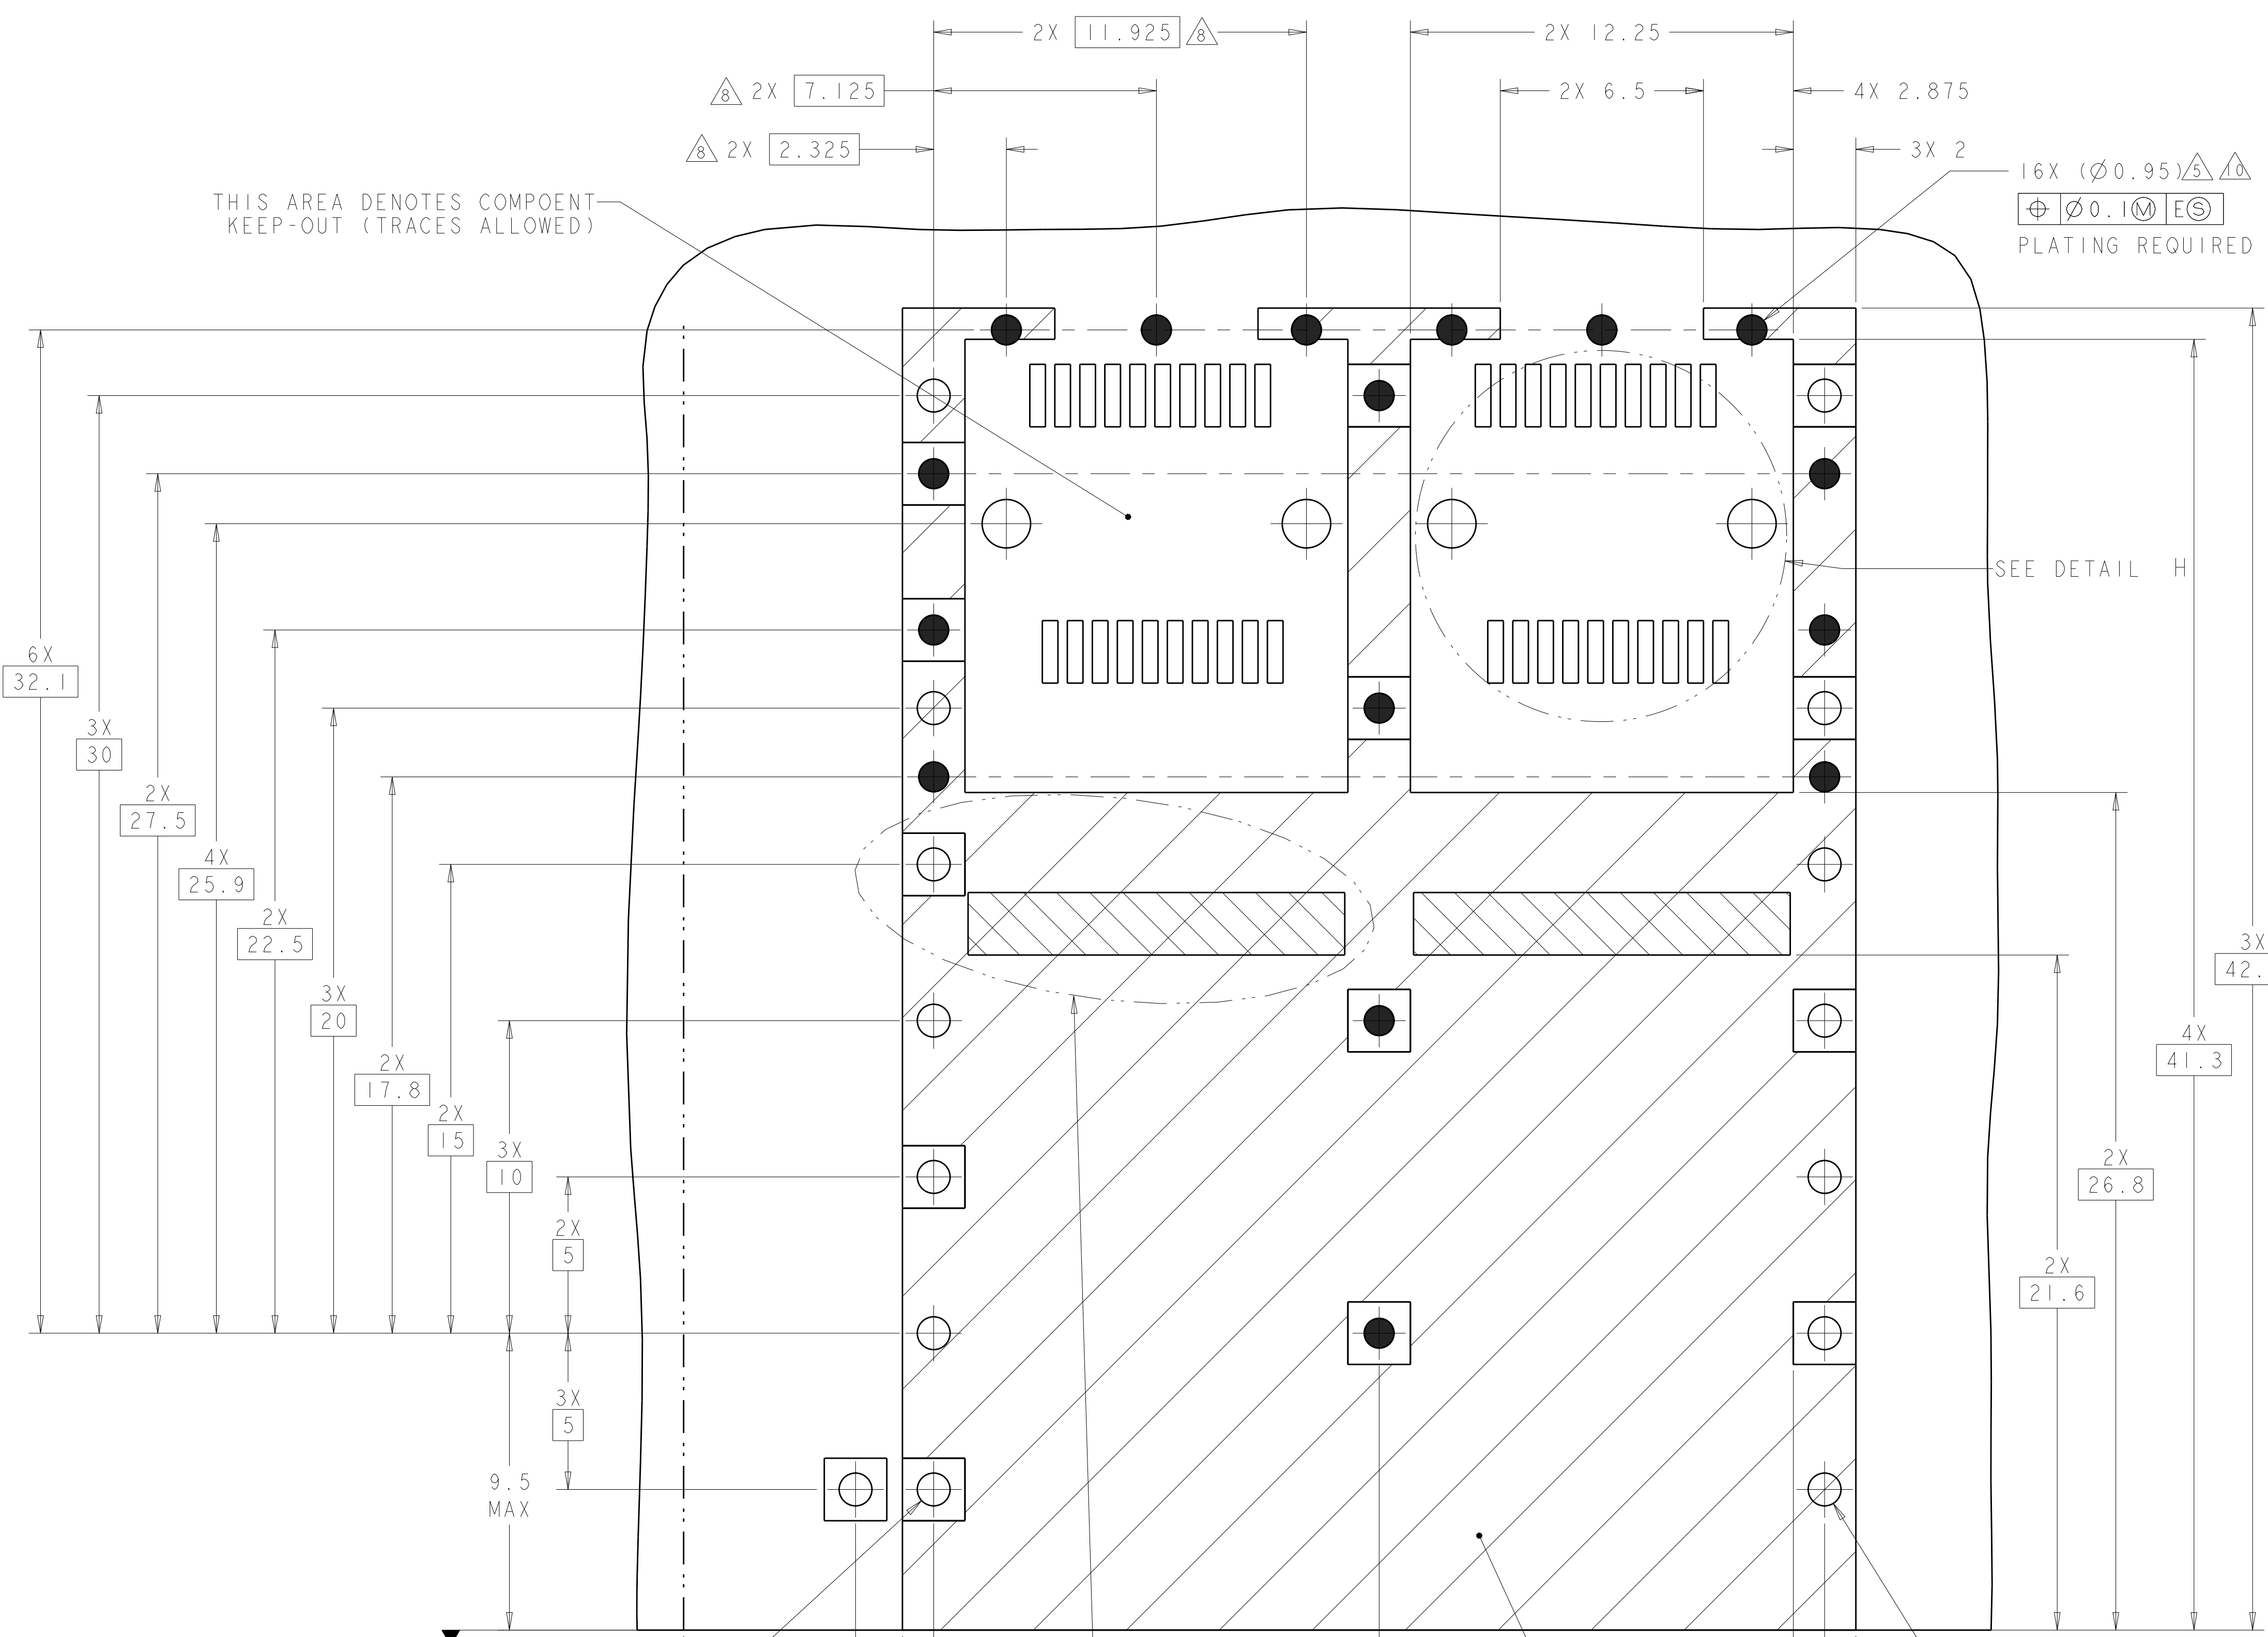 2X 11.925 8
2X 12.25
8 2X 7.125
2X 6.5
4X 2.875
8 2X 2.325
3X 2
16X (Ø0.95) 5 10
⌖ Ø0.1Ⓜ EⓈ
PLATING REQUIRED
THIS AREA DENOTES COMPOENT
KEEP-OUT (TRACES ALLOWED)
SEE DETAIL H
6X
32.1
3X
30
2X
27.5
4X
25.9
2X
22.5
3X
20
2X
17.8
2X
15
3X
10
2X
5
3X
5
9.5
MAX
3X
42.
4X
41.3
2X
26.8
2X
21.6